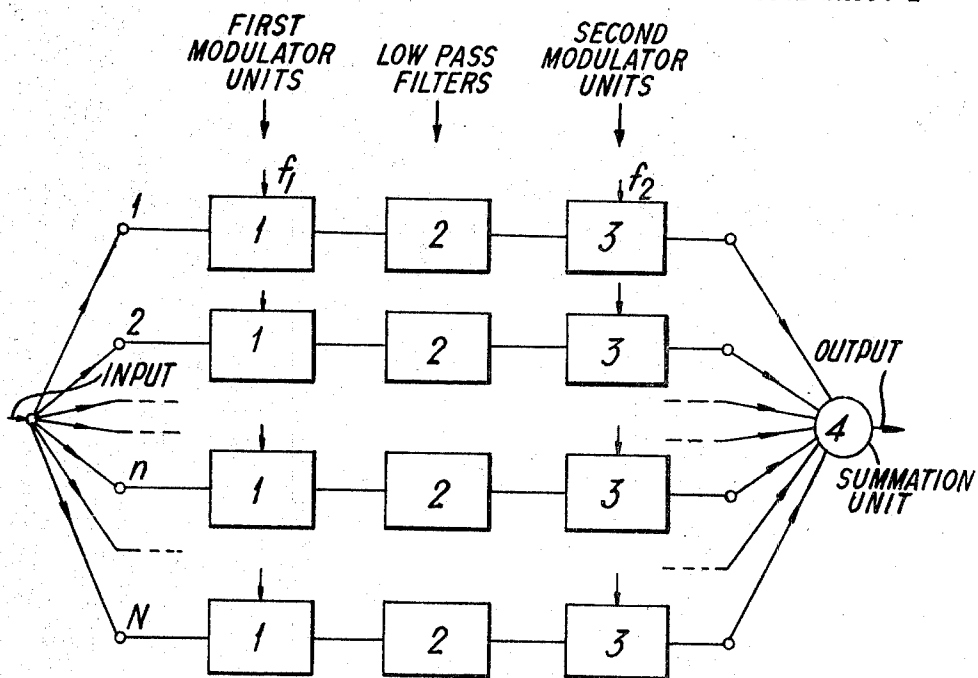 FIRST
MODULATOR
UNITS
LOW PASS
FILTERS
SECOND
MODULATOR
UNITS
f1
f2
1
1
2
3
2
1
2
3
INPUT
OUTPUT
4
n
1
2
3
SUMMATION
UNIT
N
1
2
3